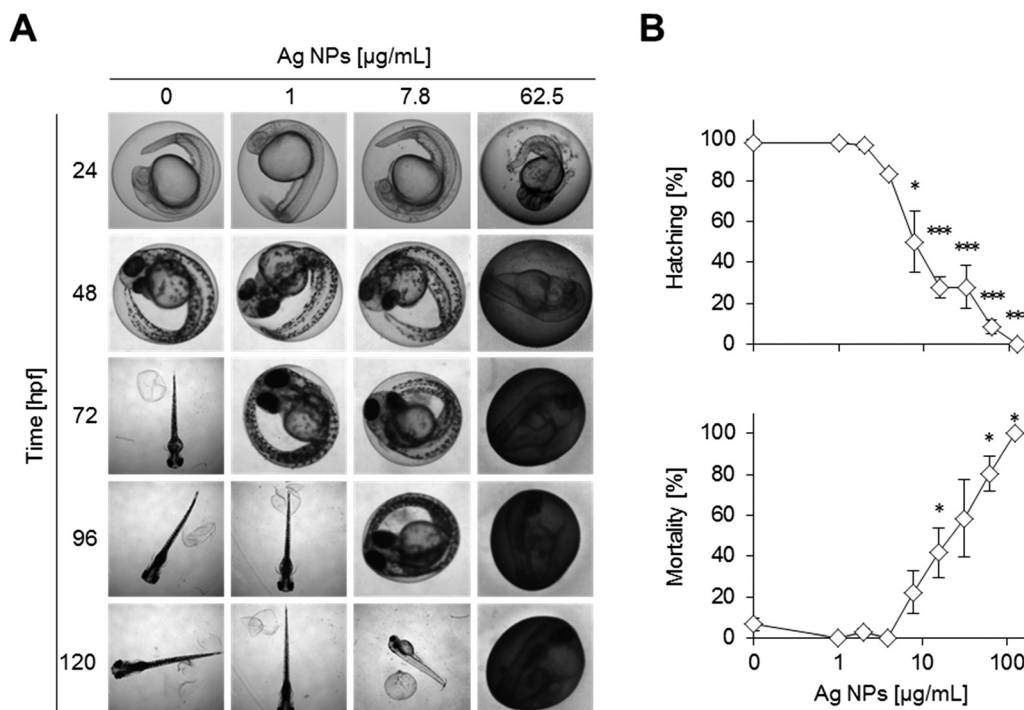 A
Ag NPs [µg/mL]
0 1 7.8 62.5
Time [hpf]
24
48
72
96
120
B
Hatching [%]
100
80
60
40
20
0
*
***
***
***
**
Mortality [%]
100
80
60
40
20
0
*
*
*
0 1 10 100
Ag NPs [µg/mL]